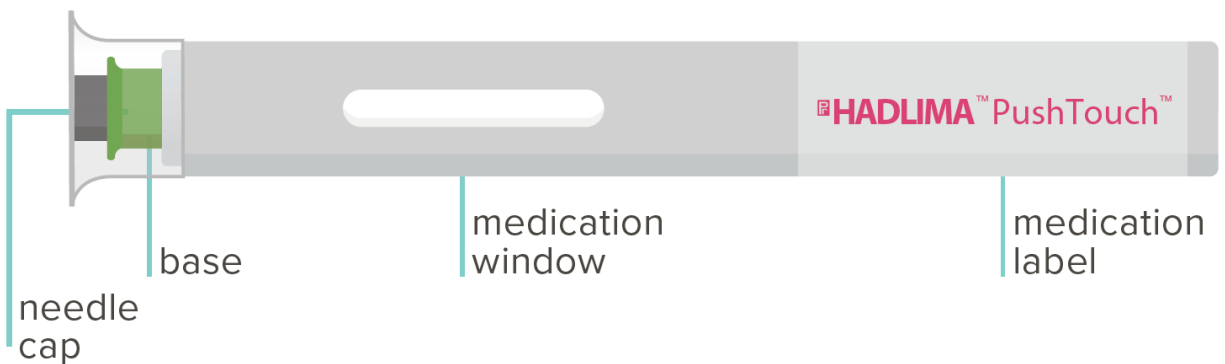 HADLIMA™ PushTouch™
medication
window
medication
label
base
needle
cap